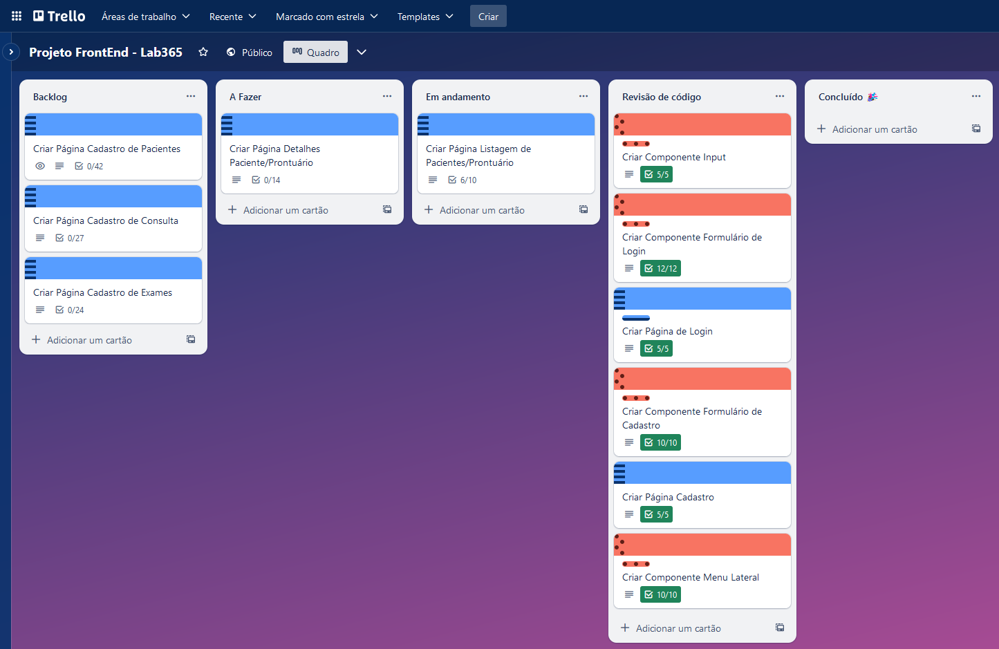 Trello Áreas de trabalho Recente Marcado com estrela Templates Criar
Projeto FrontEnd - Lab365 Público Quadro
Backlog
Criar Página Cadastro de Pacientes
0/42
Criar Página Cadastro de Consulta
0/27
Criar Página Cadastro de Exames
0/24
Adicionar um cartão
A Fazer
Criar Página Detalhes
Paciente/Prontuário
0/14
Adicionar um cartão
Em andamento
Criar Página Listagem de
Pacientes/Prontuário
6/10
Adicionar um cartão
Revisão de código
Criar Componente Input
5/5
Criar Componente Formulário de
Login
12/12
Criar Página de Login
5/5
Criar Componente Formulário de
Cadastro
10/10
Criar Página Cadastro
5/5
Criar Componente Menu Lateral
10/10
Adicionar um cartão
Concluído 🎉
Adicionar um cartão